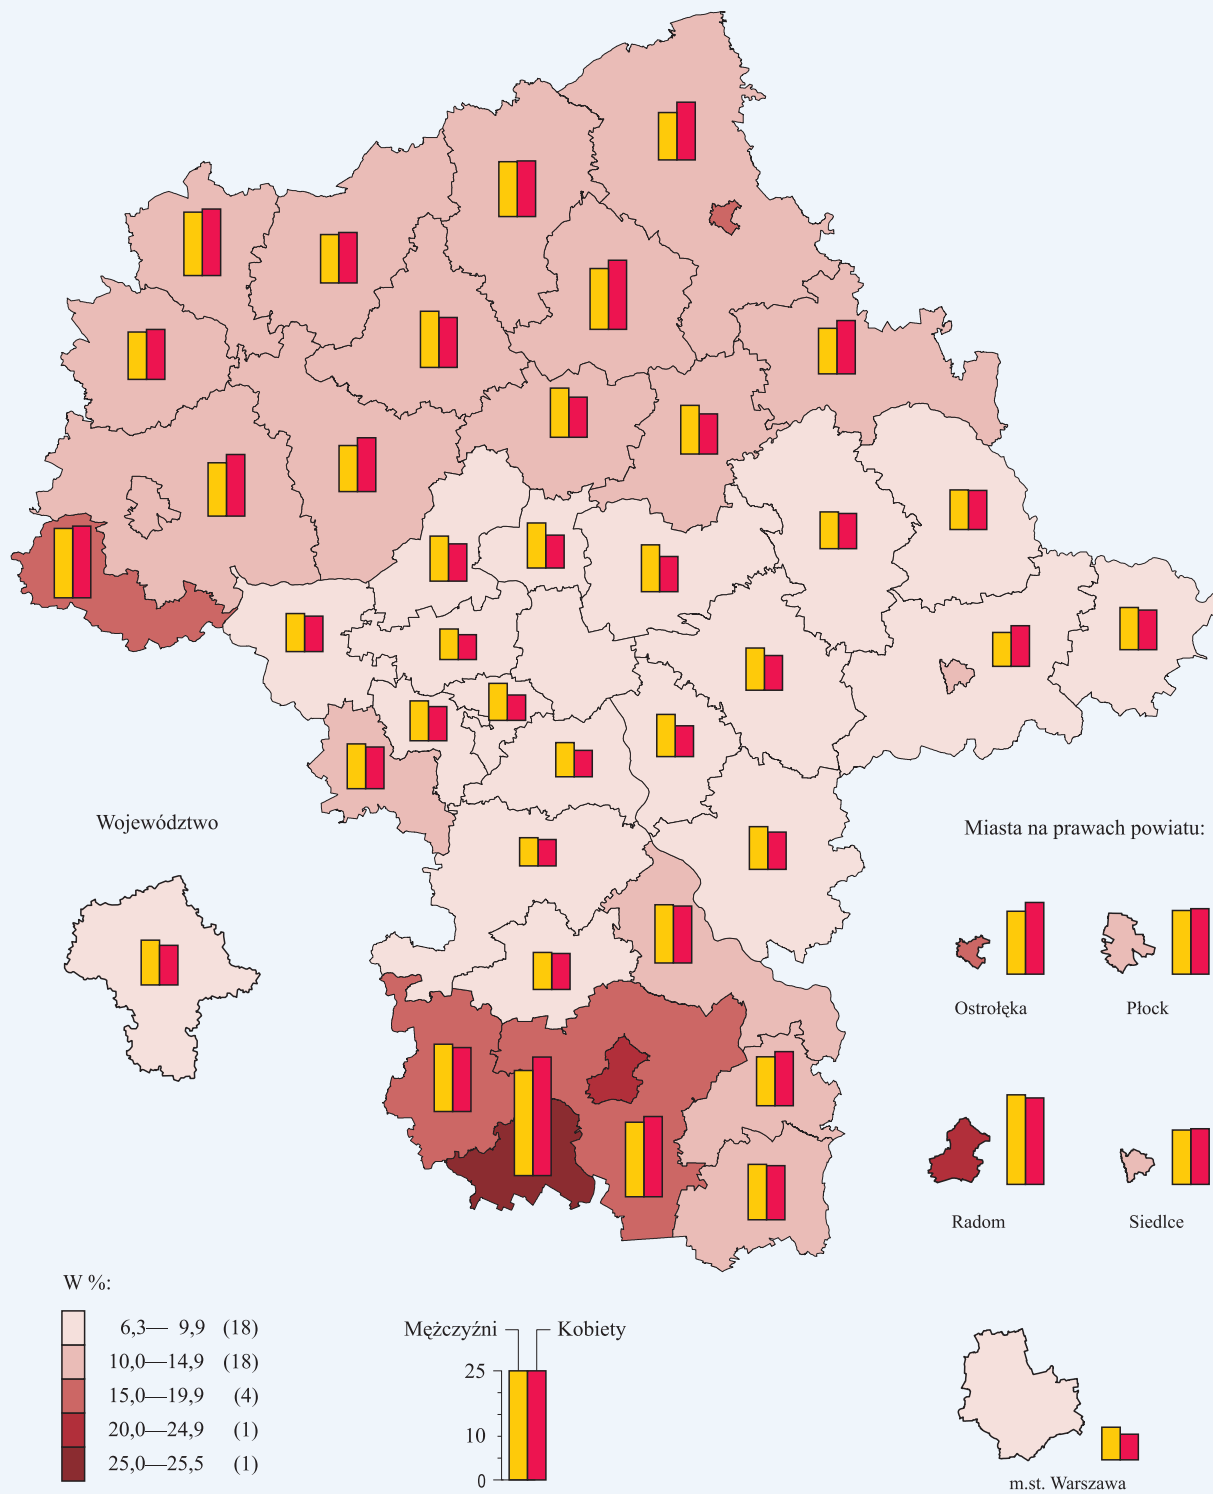 Województwo
Miasta na prawach powiatu:
Ostrołęka
Płock
Radom
Siedlce
W %:
6,3— 9,9 (18)
10,0—14,9 (18)
15,0—19,9 (4)
20,0—24,9 (1)
25,0—25,5 (1)
Mężczyźni
Kobiety
25
10
0
m.st. Warszawa